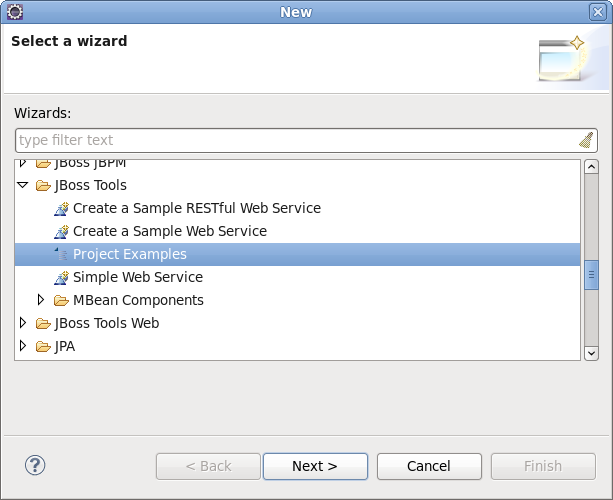 New
Select a wizard
Wizards:
type filter text
JBoss jBPM
JBoss Tools
Create a Sample RESTful Web Service
Create a Sample Web Service
Project Examples
Simple Web Service
MBean Components
JBoss Tools Web
JPA
? < Back Next > Cancel Finish